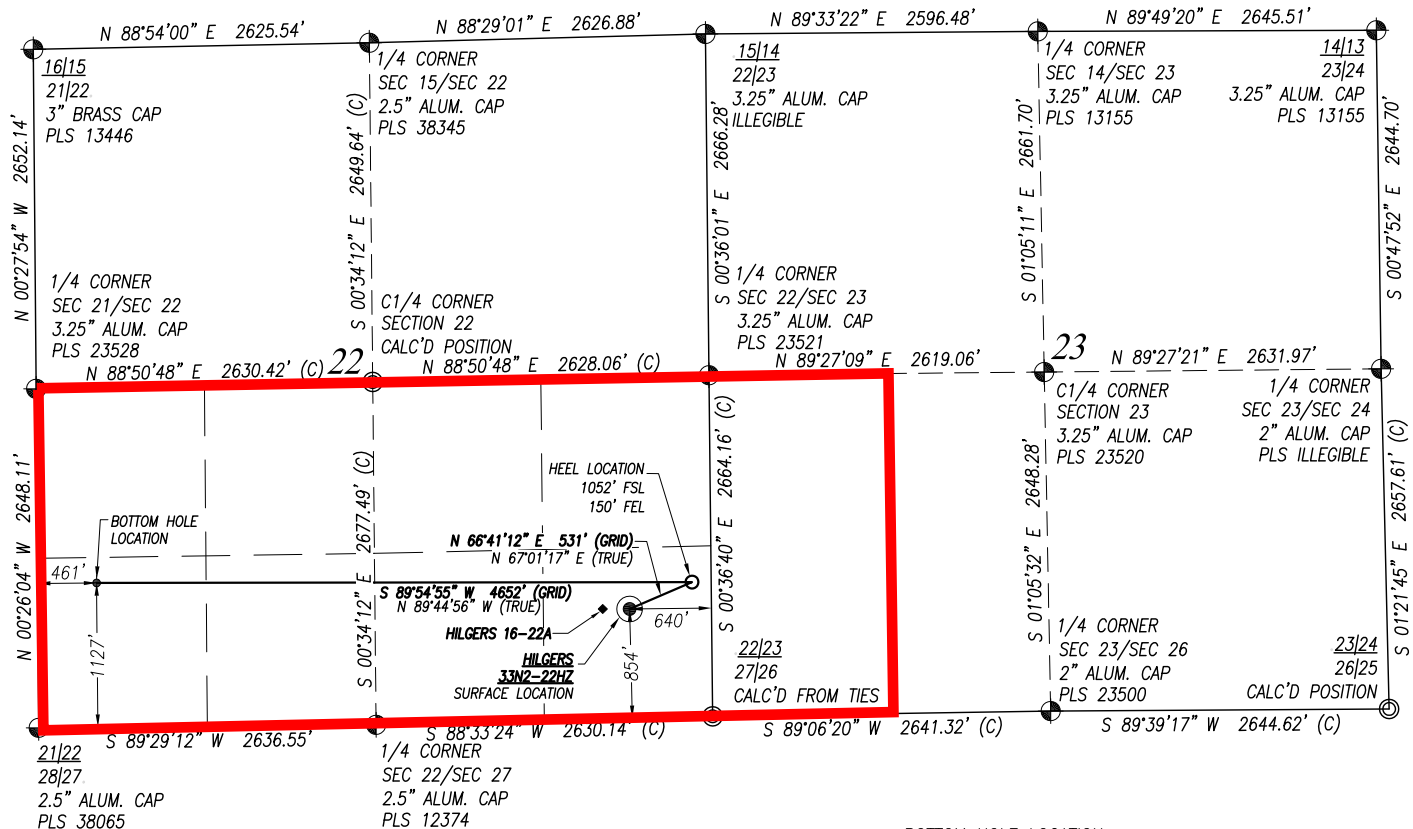 N 88°54'00" E 2625.54'
N 88°29'01" E 2626.88'
N 89°33'22" E 2596.48'
N 89°49'20" E 2645.51'
16|15
21|22
3" BRASS CAP
PLS 13446
1/4 CORNER
SEC 15/SEC 22
2.5" ALUM. CAP
PLS 38345
15|14
22|23
3.25" ALUM. CAP
ILLEGIBLE
1/4 CORNER
SEC 14/SEC 23
3.25" ALUM. CAP
PLS 13155
14|13
23|24
3.25" ALUM. CAP
PLS 13155
N 00°27'54" W 2652.14'
S 00°34'12" E 2649.64' (C)
S 00°36'01" E 2666.28'
S 01°05'11" E 2661.70'
S 00°47'52" E 2644.70'
1/4 CORNER
SEC 21/SEC 22
3.25" ALUM. CAP
PLS 23528
C1/4 CORNER
SECTION 22
CALC'D POSITION
1/4 CORNER
SEC 22/SEC 23
3.25" ALUM. CAP
PLS 23521
N 88°50'48" E 2630.42' (C)
22
N 88°50'48" E 2628.06' (C)
N 89°27'09" E 2619.06'
23
N 89°27'21" E 2631.97'
C1/4 CORNER
SECTION 23
3.25" ALUM. CAP
PLS 23520
1/4 CORNER
SEC 23/SEC 24
2" ALUM. CAP
PLS ILLEGIBLE
N 00°26'04" W 2648.11'
S 00°34'12" E 2677.49' (C)
S 00°36'40" E 2664.16' (C)
S 01°05'32" E 2648.28'
S 01°21'45" E 2657.61' (C)
HEEL LOCATION
1052' FSL
150' FEL
BOTTOM HOLE
LOCATION
N 66°41'12" E 531' (GRID)
N 67°01'17" E (TRUE)
461'
S 89°54'55" W 4652' (GRID)
N 89°44'56" W (TRUE)
HILGERS 16-22A
640'
1127'
854'
HILGERS
33N2-22HZ
SURFACE LOCATION
22|23
27|26
CALC'D FROM TIES
1/4 CORNER
SEC 23/SEC 26
2" ALUM. CAP
PLS 23500
23|24
26|25
CALC'D POSITION
S 89°29'12" W 2636.55'
S 88°33'24" W 2630.14' (C)
S 89°06'20" W 2641.32' (C)
S 89°39'17" W 2644.62' (C)
21|22
28|27
2.5" ALUM. CAP
PLS 38065
1/4 CORNER
SEC 22/SEC 27
2.5" ALUM. CAP
PLS 12374